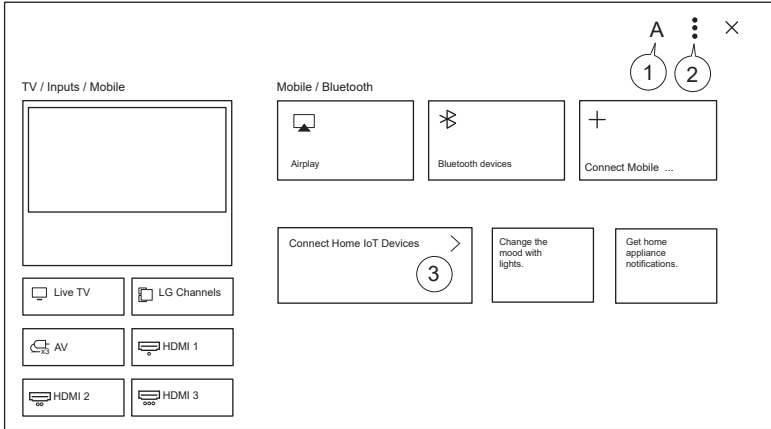 A
1
2
TV / Inputs / Mobile
Mobile / Bluetooth
Airplay
Bluetooth devices
Connect Mobile ...
Connect Home IoT Devices
3
Change the
mood with
lights.
Get home
appliance
notifications.
Live TV
LG Channels
X3
AV
HDMI 1
HDMI 2
HDMI 3